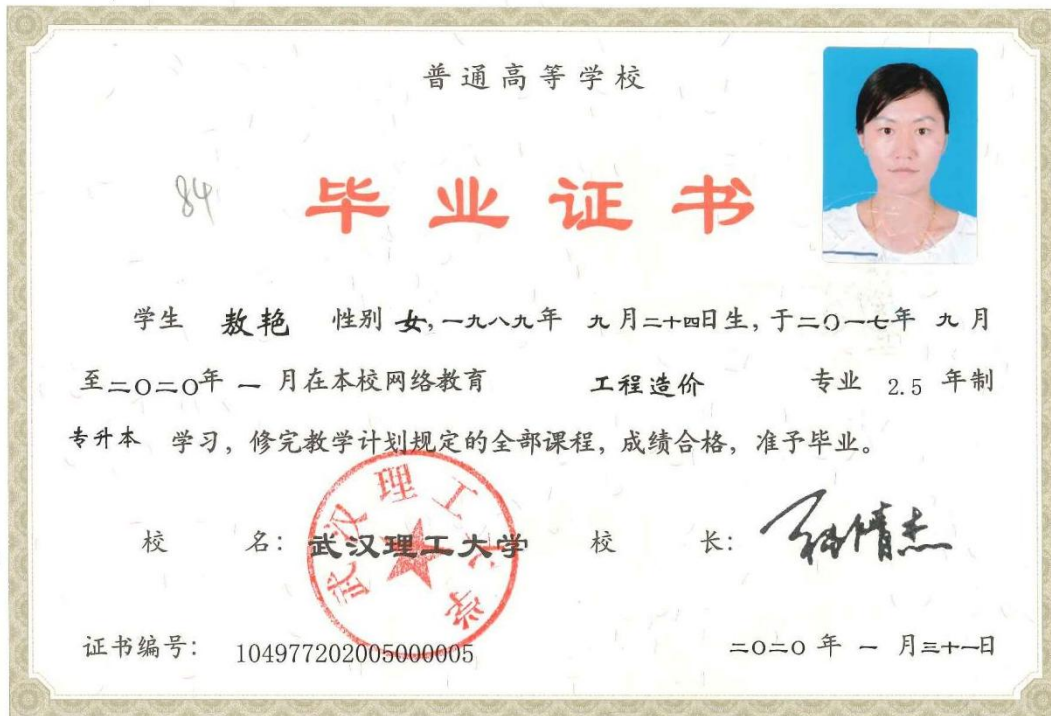 普通高等学校
84
毕业证书
学生 敖艳 性别 女,一九八九年 九月二十四日生,于二〇一七年 九月
至二〇二〇年 一 月在本校网络教育 工程造价 专业 2.5 年制
专升本 学习,修完教学计划规定的全部课程,成绩合格,准予毕业。
武汉理工大学
校 名: 武汉理工大学 校 长:
证书编号: 104977202005000005 二〇二〇 年 一 月三十一日